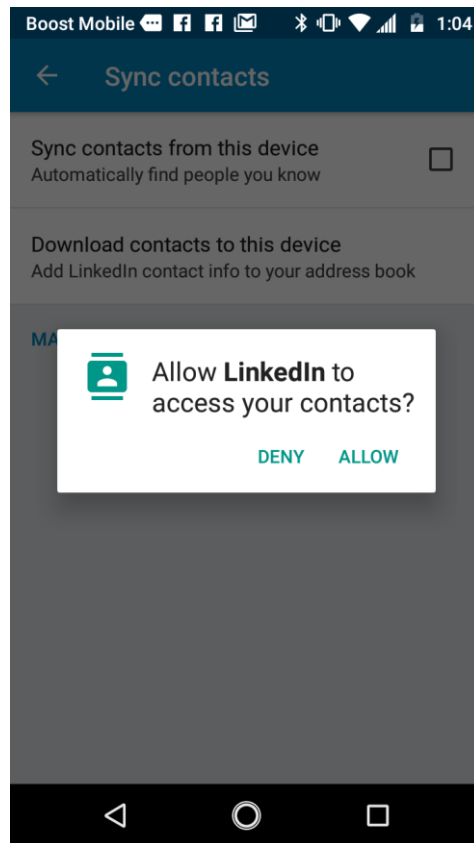 Boost Mobile 1:04
Sync contacts
Sync contacts from this device
Automatically find people you know
Download contacts to this device
Add LinkedIn contact info to your address book
MA
Allow LinkedIn to
access your contacts?
DENY ALLOW